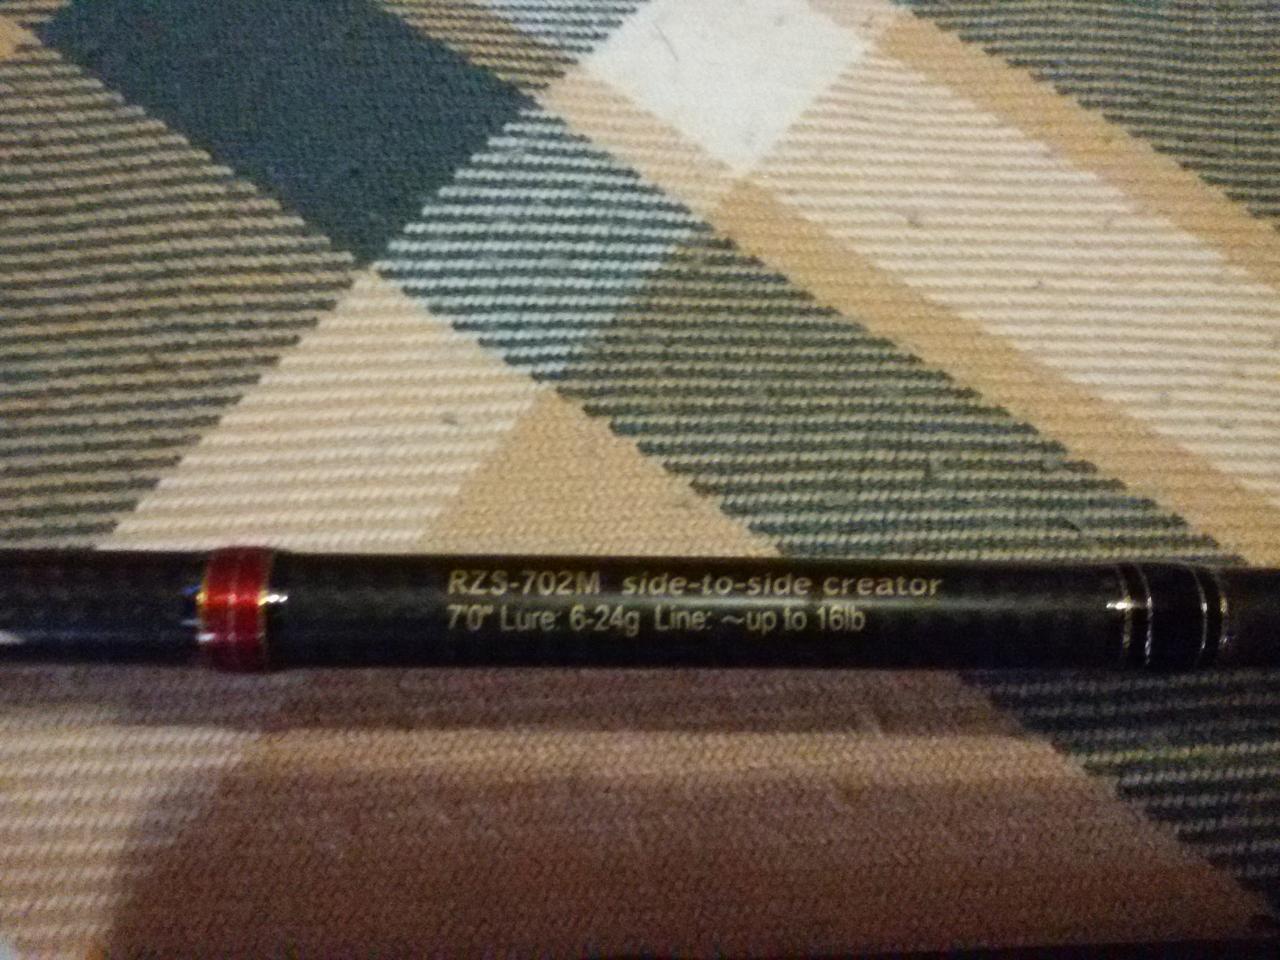 RZS-702M side-to-side creator
7'0" Lure: 6-24g Line: ~up to 16lb